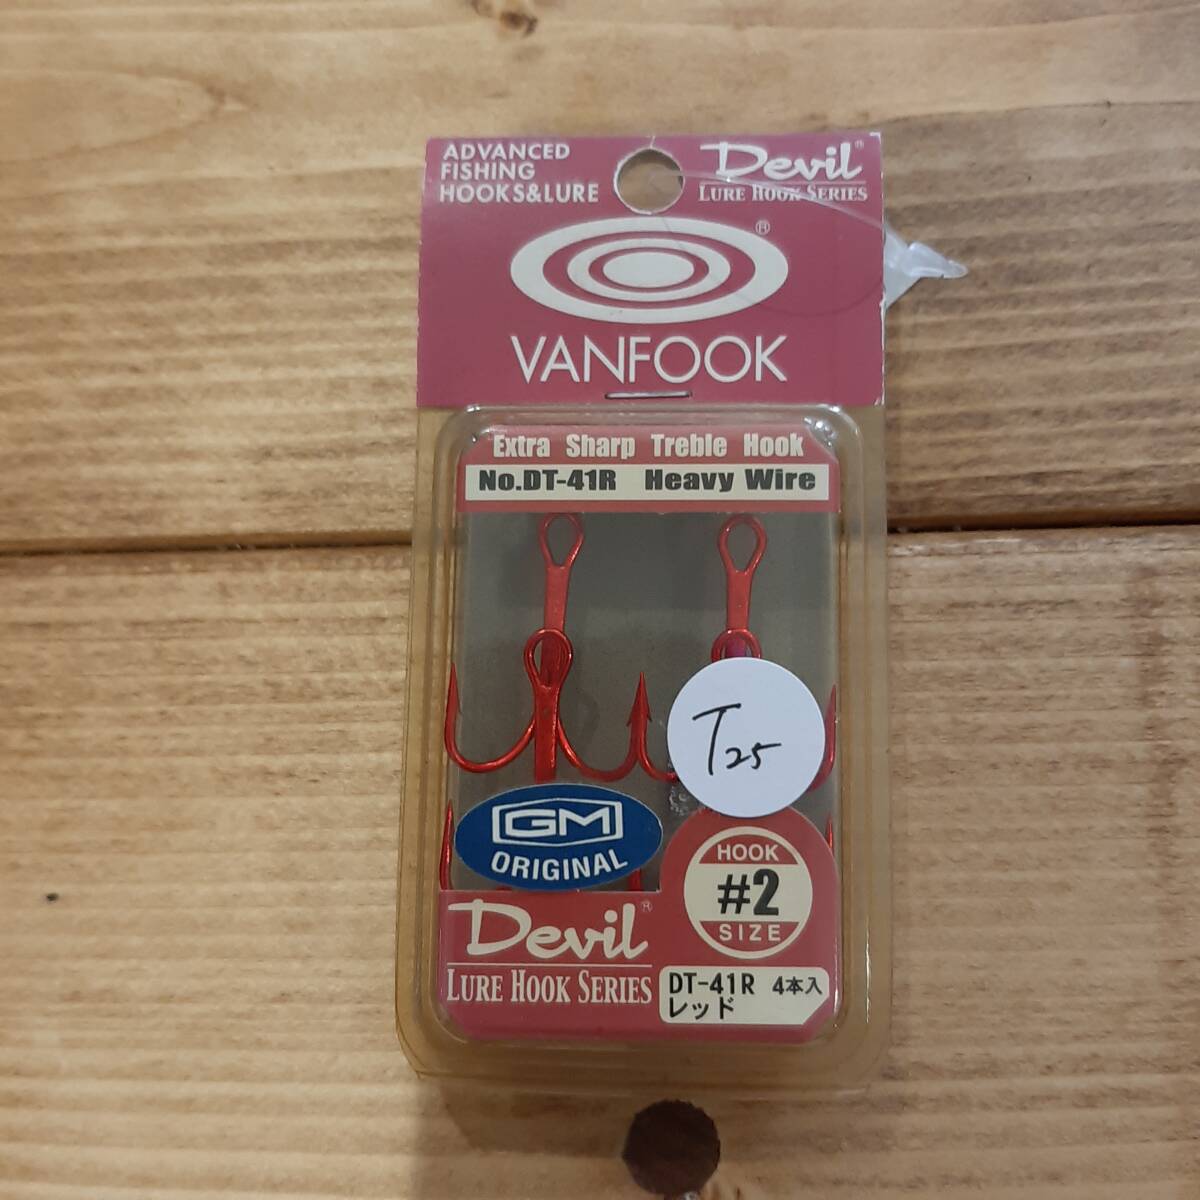 ADVANCED
FISHING
HOOKS&LURE
Devil®
LURE HOOK SERIES
®
VANFOOK
Extra Sharp Treble Hook
No.DT-41R Heavy Wire
T25
GM
ORIGINAL
HOOK
#2
SIZE
Devil®
LURE HOOK SERIES
DT-41R 4本入
レッド